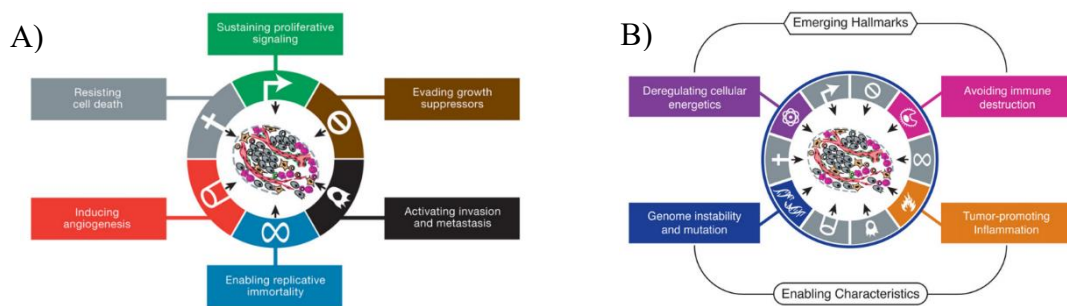 A)
Sustaining proliferative
signaling
Resisting
cell death
Evading growth
suppressors
Inducing
angiogenesis
Activating invasion
and metastasis
Enabling replicative
immortality
B)
Emerging Hallmarks
Deregulating cellular
energetics
Avoiding immune
destruction
Genome instability
and mutation
Tumor-promoting
Inflammation
Enabling Characteristics